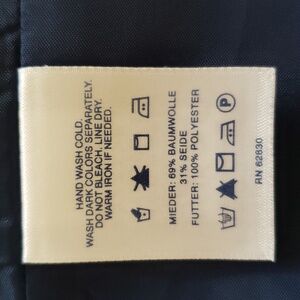 HAND WASH COLD.
WASH DARK COLORS SEPARATELY.
DO NOT BLEACH. LINE DRY.
WARM IRON IF NEEDED.
MIEDER: 69% BAUMWOLLE
31% SEIDE
FUTTER: 100% POLYESTER
P
RN 62830